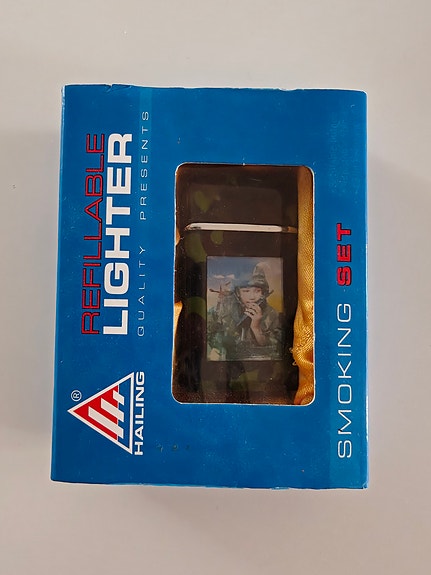 REFILLABLE
LIGHTER
QUALITY PRESENTS
®
HAILING
SMOKING SET